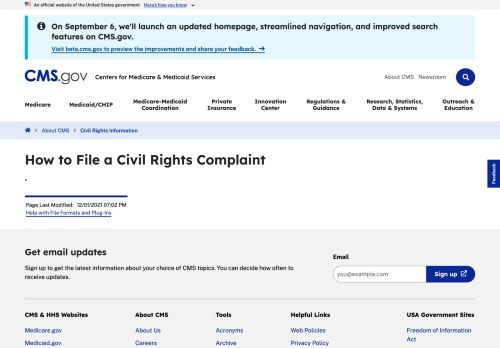 An official website of the United States government Here's how you know
On September 6, we'll launch an updated homepage, streamlined navigation, and improved search
features on CMS.gov.
Visit beta.cms.gov to preview the improvements and share your feedback.
CMS.gov Centers for Medicare & Medicaid Services
About CMS Newsroom
Medicare
Medicaid/CHIP
Medicare-Medicaid
Coordination
Private
Insurance
Innovation
Center
Regulations &
Guidance
Research, Statistics,
Data & Systems
Outreach &
Education
About CMS Civil Rights Information
How to File a Civil Rights Complaint
.
Feedback
Page Last Modified: 12/01/2021 07:02 PM
Help with File Formats and Plug-Ins
Get email updates
Sign up to get the latest information about your choice of CMS topics. You can decide how often to
receive updates.
Email
you@example.com
Sign up
CMS & HHS Websites
Medicare.gov
Medicaid.gov
About CMS
About Us
Careers
Tools
Acronyms
Archive
Helpful Links
Web Policies
Privacy Policy
USA Government Sites
Freedom of Information
Act